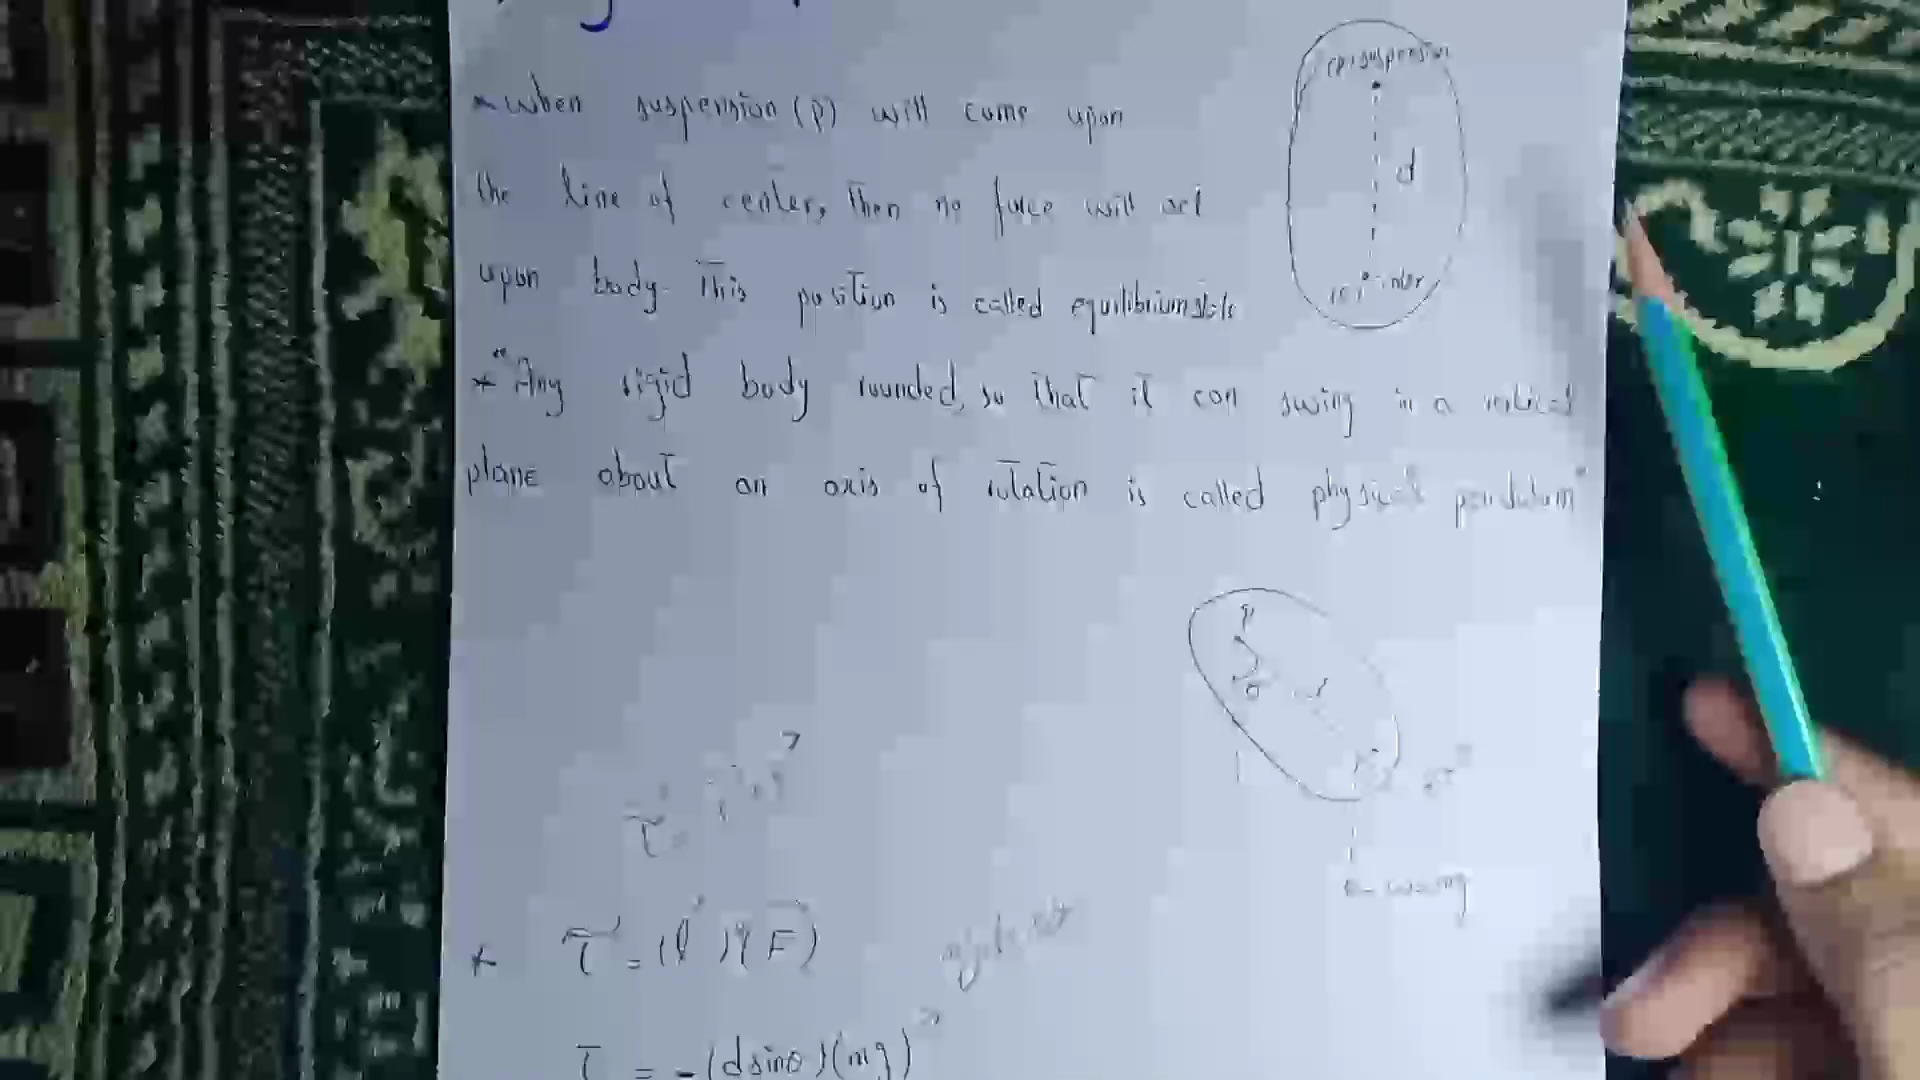 (P) suspension
* when suspension (P) will come upon
d
the line of center, then no force will act
upon body. This position is called equilibrium state
* "Any rigid body rounded, so that it can swing in a vertical
plane about an axis of rotation is called physical pendulum"
P
θ d
τ =
w=mg
* τ = (l)(F)
τ = -(dsinθ)(mg)